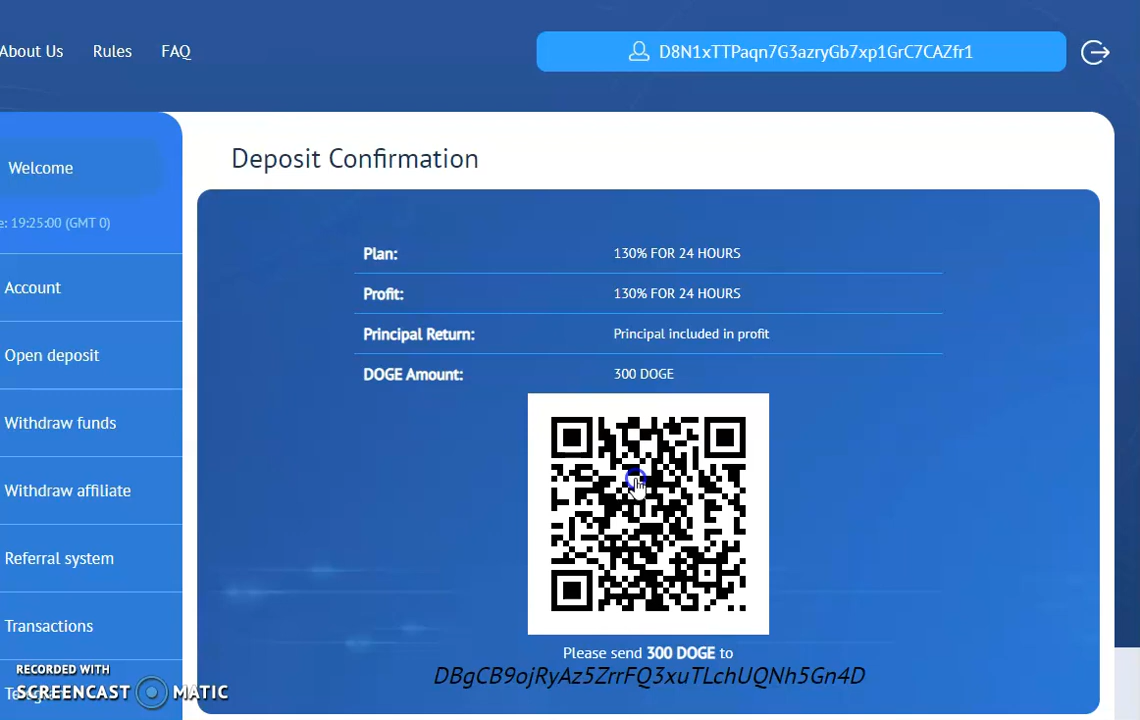 About Us Rules FAQ D8N1xTTPaqn7G3azryGb7xp1GrC7CAZfr1
Welcome
e: 19:25:00 (GMT 0)
Account
Open deposit
Withdraw funds
Withdraw affiliate
Referral system
Transactions
Deposit Confirmation
Plan: 130% FOR 24 HOURS
Profit: 130% FOR 24 HOURS
Principal Return: Principal included in profit
DOGE Amount: 300 DOGE
Please send 300 DOGE to
DBgCB9ojRyAz5ZrrFQ3xuTLchUQNh5Gn4D
RECORDED WITH
SCREENCAST MATIC